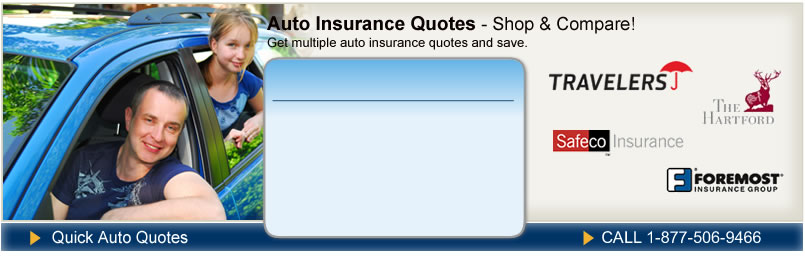 Auto Insurance Quotes - Shop & Compare!
Get multiple auto insurance quotes and save.
TRAVELERS
THE
HARTFORD
Safeco Insurance
™
FOREMOST®
INSURANCE GROUP
Quick Auto Quotes
CALL 1-877-506-9466